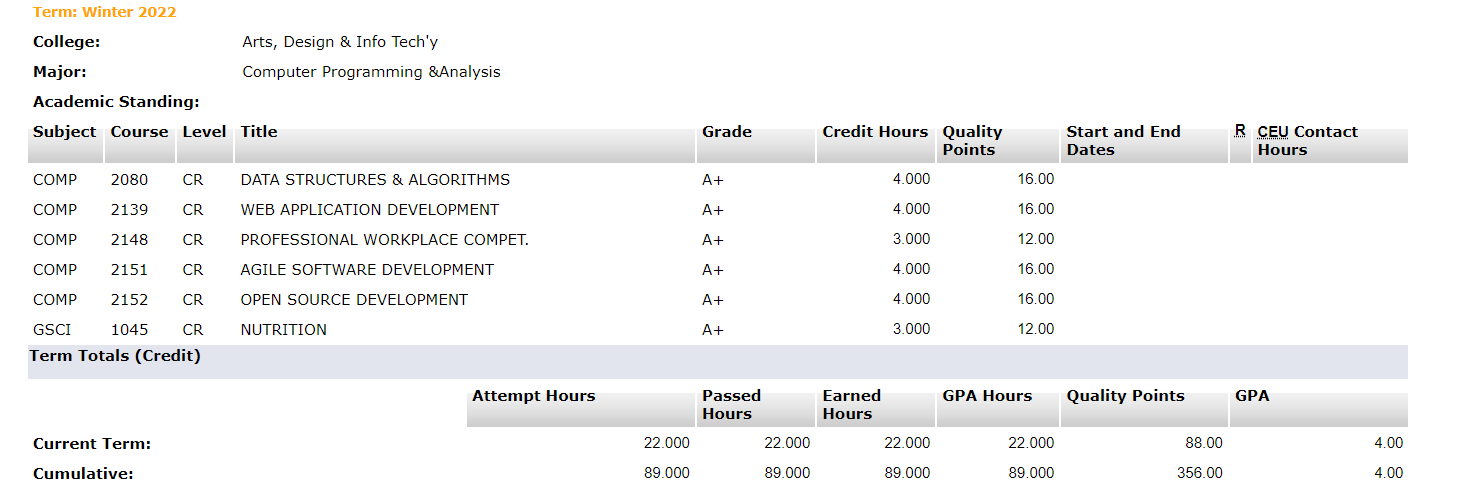 Term: Winter 2022
College: Arts, Design & Info Tech'y
Major: Computer Programming &Analysis
Academic Standing:
Subject Course Level Title Grade Credit Hours Quality Points Start and End Dates R CEU Contact Hours
COMP 2080 CR DATA STRUCTURES & ALGORITHMS A+ 4.000 16.00
COMP 2139 CR WEB APPLICATION DEVELOPMENT A+ 4.000 16.00
COMP 2148 CR PROFESSIONAL WORKPLACE COMPET. A+ 3.000 12.00
COMP 2151 CR AGILE SOFTWARE DEVELOPMENT A+ 4.000 16.00
COMP 2152 CR OPEN SOURCE DEVELOPMENT A+ 4.000 16.00
GSCI 1045 CR NUTRITION A+ 3.000 12.00
Term Totals (Credit)
Attempt Hours Passed Hours Earned Hours GPA Hours Quality Points GPA
Current Term: 22.000 22.000 22.000 22.000 88.00 4.00
Cumulative: 89.000 89.000 89.000 89.000 356.00 4.00